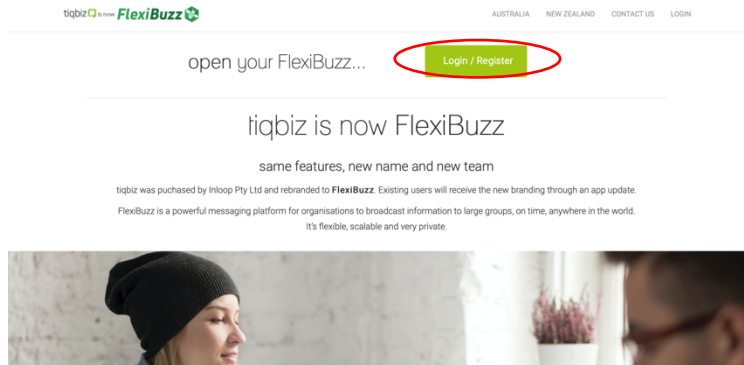 tiqbiz is now FlexiBuzz
AUSTRALIA NEW ZEALAND CONTACT US LOGIN
open your FlexiBuzz...
Login / Register
tiqbiz is now FlexiBuzz
same features, new name and new team
tiqbiz was puchased by Inloop Pty Ltd and rebranded to FlexiBuzz. Existing users will receive the new branding through an app update.
FlexiBuzz is a powerful messaging platform for organisations to broadcast information to large groups, on time, anywhere in the world.
It's flexible, scalable and very private.